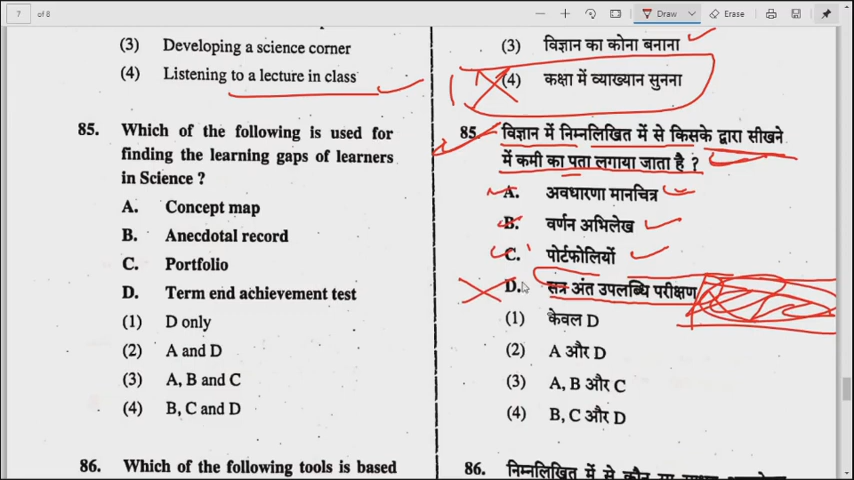 7 of 8
Draw
Erase
(3) Developing a science corner
(4) Listening to a lecture in class
85. Which of the following is used for
finding the learning gaps of learners
in Science ?
A. Concept map
B. Anecdotal record
C. Portfolio
D. Term end achievement test
(1) D only
(2) A and D
(3) A, B and C
(4) B, C and D
86. Which of the following tools is based
(3) विज्ञान का कोना बनाना
(4) कक्षा में व्याख्यान सुनना
85. विज्ञान में निम्नलिखित में से किसके द्वारा सीखने
में कमी का पता लगाया जाता है ?
A. अवधारणा मानचित्र
B. वर्णन अभिलेख
C. पोर्टफोलियों
D. सत्र अंत उपलब्धि परीक्षण
(1) केवल D
(2) A और D
(3) A, B और C
(4) B, C और D
86. निम्नलिखित में से कौन सा